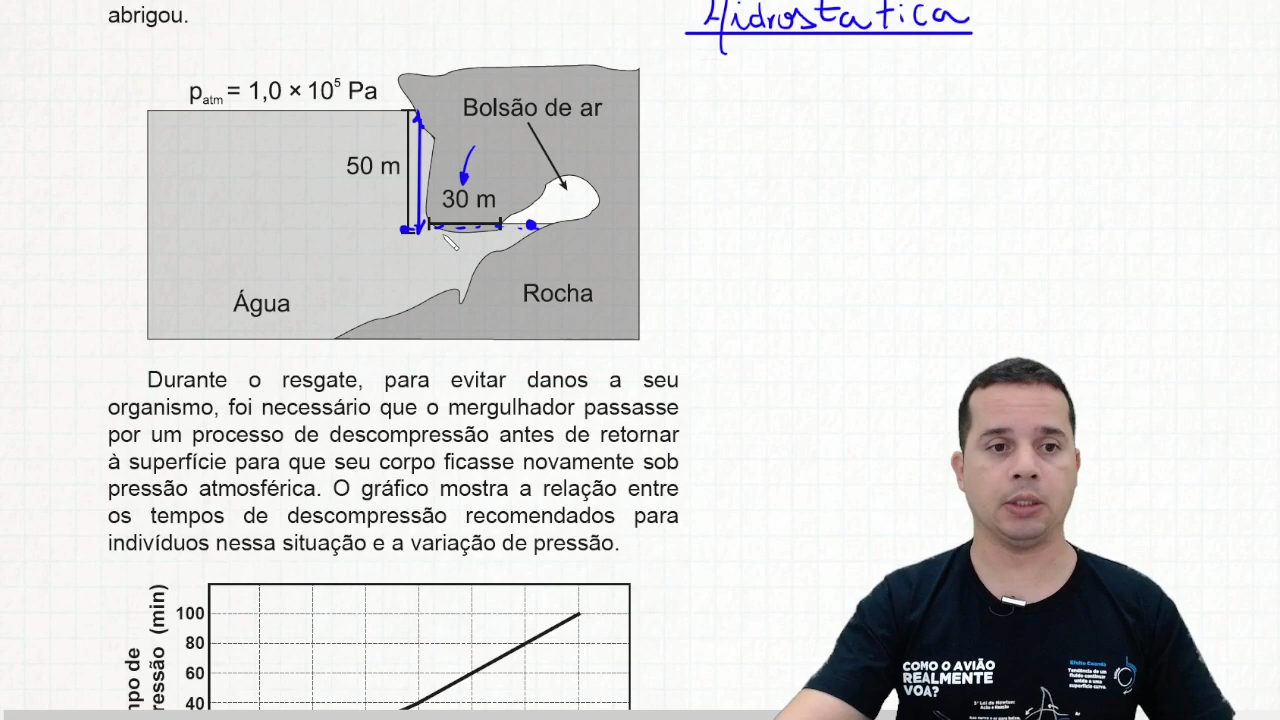 abrigou.
Hidrostatica
p_atm = 1,0 × 10⁵ Pa
Bolsão de ar
50 m
30 m
Água
Rocha
Durante o resgate, para evitar danos a seu
organismo, foi necessário que o mergulhador passasse
por um processo de descompressão antes de retornar
à superfície para que seu corpo ficasse novamente sob
pressão atmosférica. O gráfico mostra a relação entre
os tempos de descompressão recomendados para
indivíduos nessa situação e a variação de pressão.
(min)
100
80
60
40
COMO O AVIÃO
REALMENTE
VOA?
Efeito Coanda